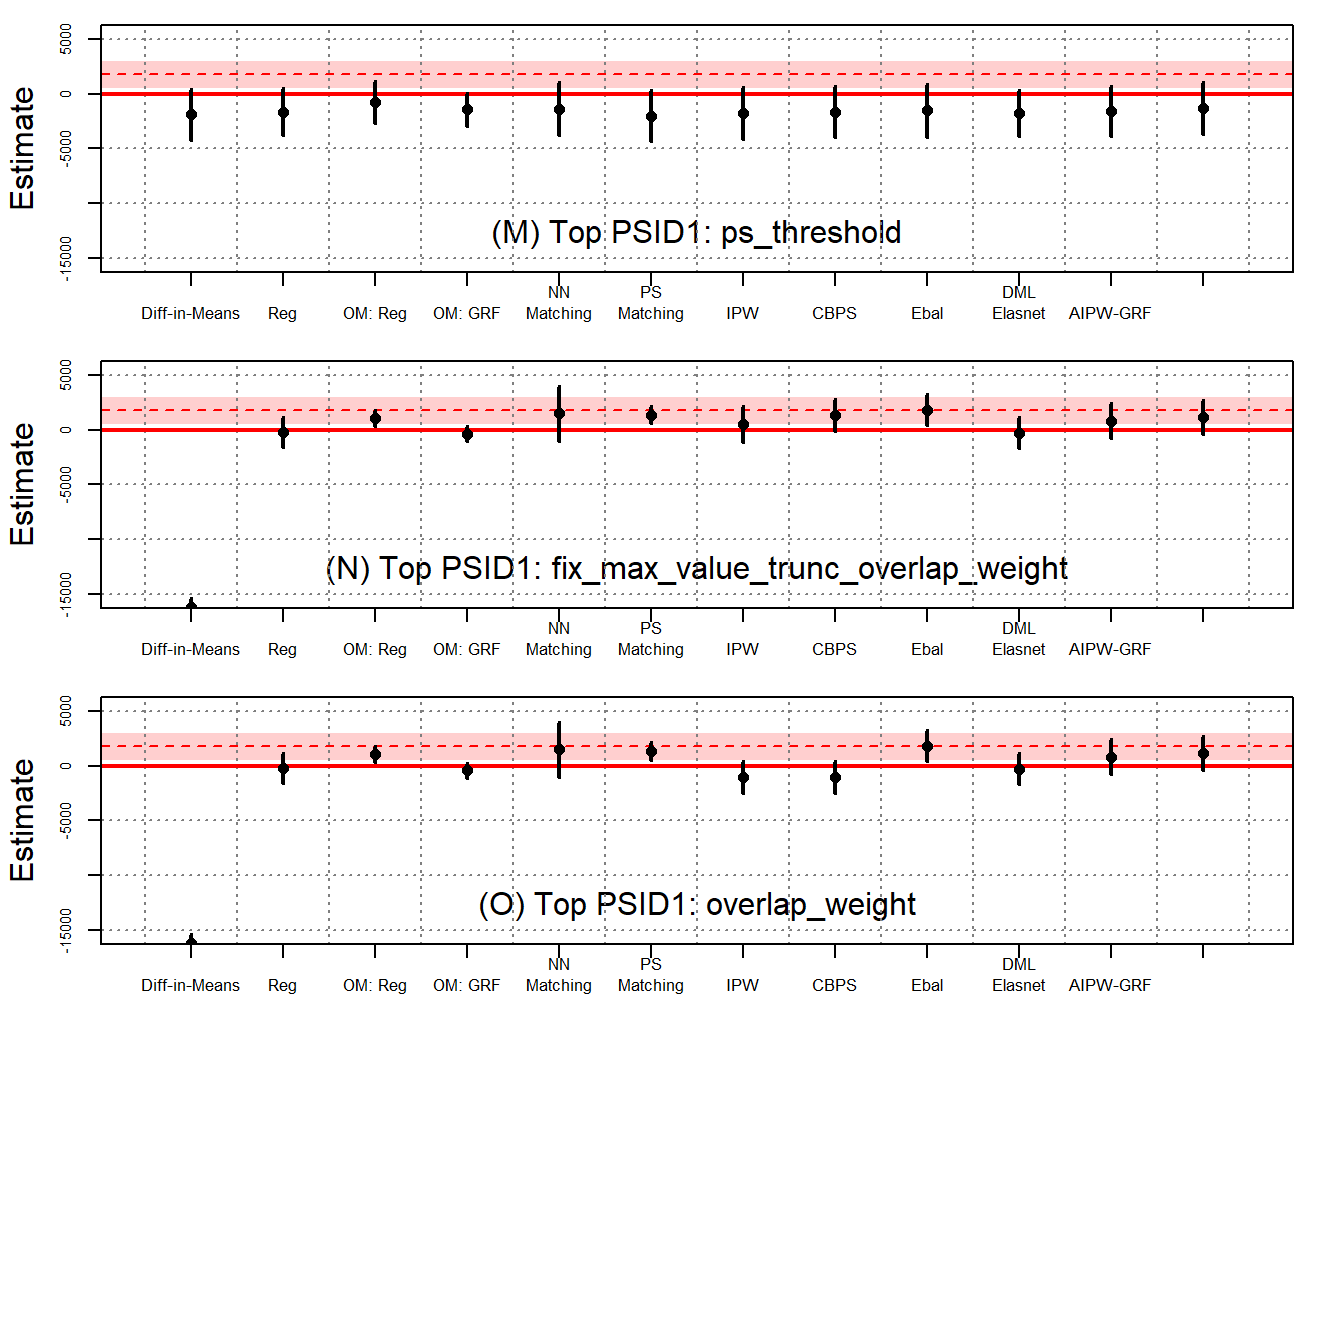 Estimate
5000
0
-5000
-15000
(M) Top PSID1: ps_threshold
Diff-in-Means Reg OM: Reg OM: GRF NN Matching PS Matching IPW CBPS Ebal DML Elasnet AIPW-GRF
Estimate
5000
0
-5000
-15000
(N) Top PSID1: fix_max_value_trunc_overlap_weight
Diff-in-Means Reg OM: Reg OM: GRF NN Matching PS Matching IPW CBPS Ebal DML Elasnet AIPW-GRF
Estimate
5000
0
-5000
-15000
(O) Top PSID1: overlap_weight
Diff-in-Means Reg OM: Reg OM: GRF NN Matching PS Matching IPW CBPS Ebal DML Elasnet AIPW-GRF